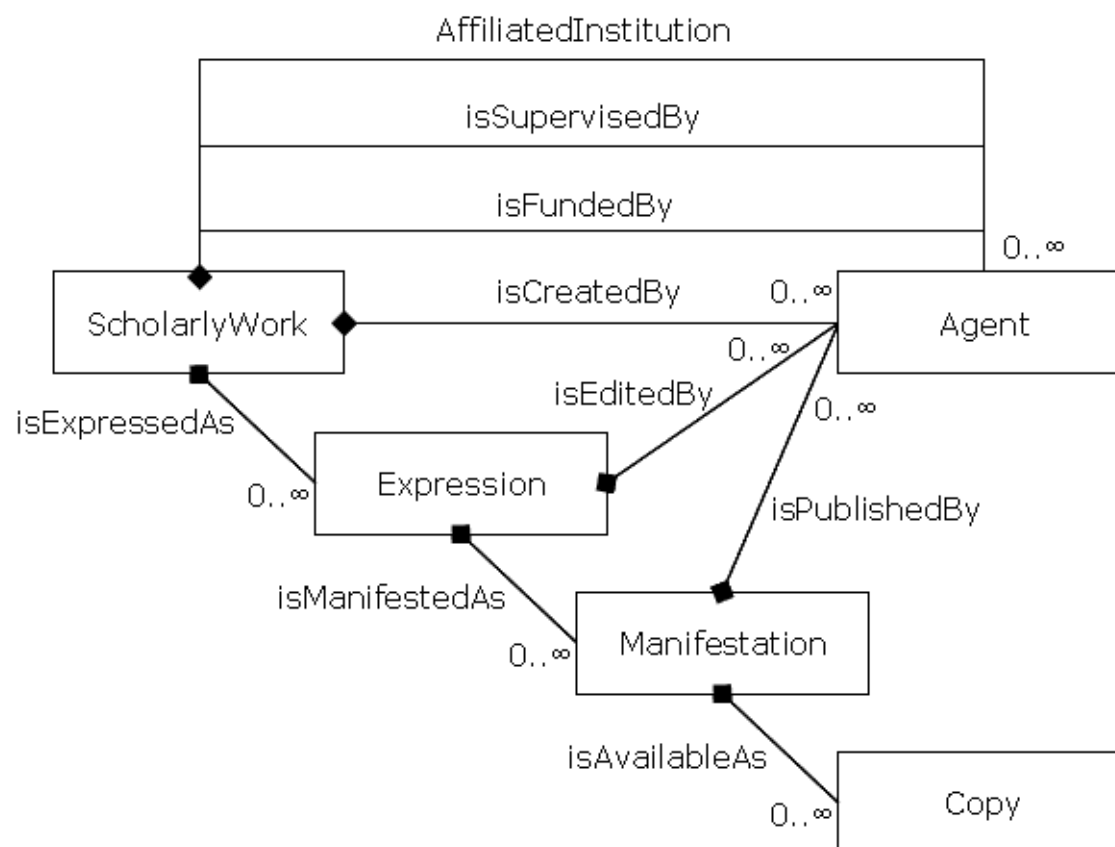 AffiliatedInstitution
isSupervisedBy
isFundedBy
0..∞
isCreatedBy
0..∞
ScholarlyWork
Agent
0..∞
isEditedBy
0..∞
isExpressedAs
Expression
0..∞
isPublishedBy
isManifestedAs
Manifestation
0..∞
isAvailableAs
Copy
0..∞